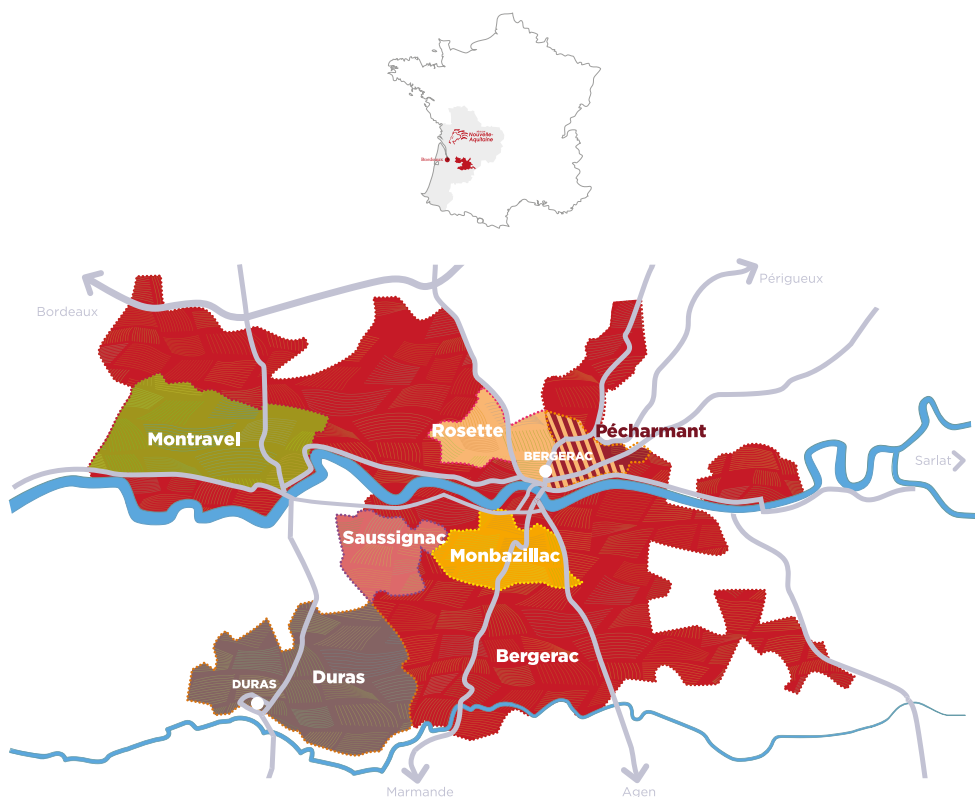 Nouvelle-
Aquitaine
Bordeaux
Périgueux
Bordeaux
Rosette
Pécharmant
Montravel
BERGERAC
Sarlat
Saussignac
Monbazillac
Bergerac
Duras
DURAS
Marmande
Agen